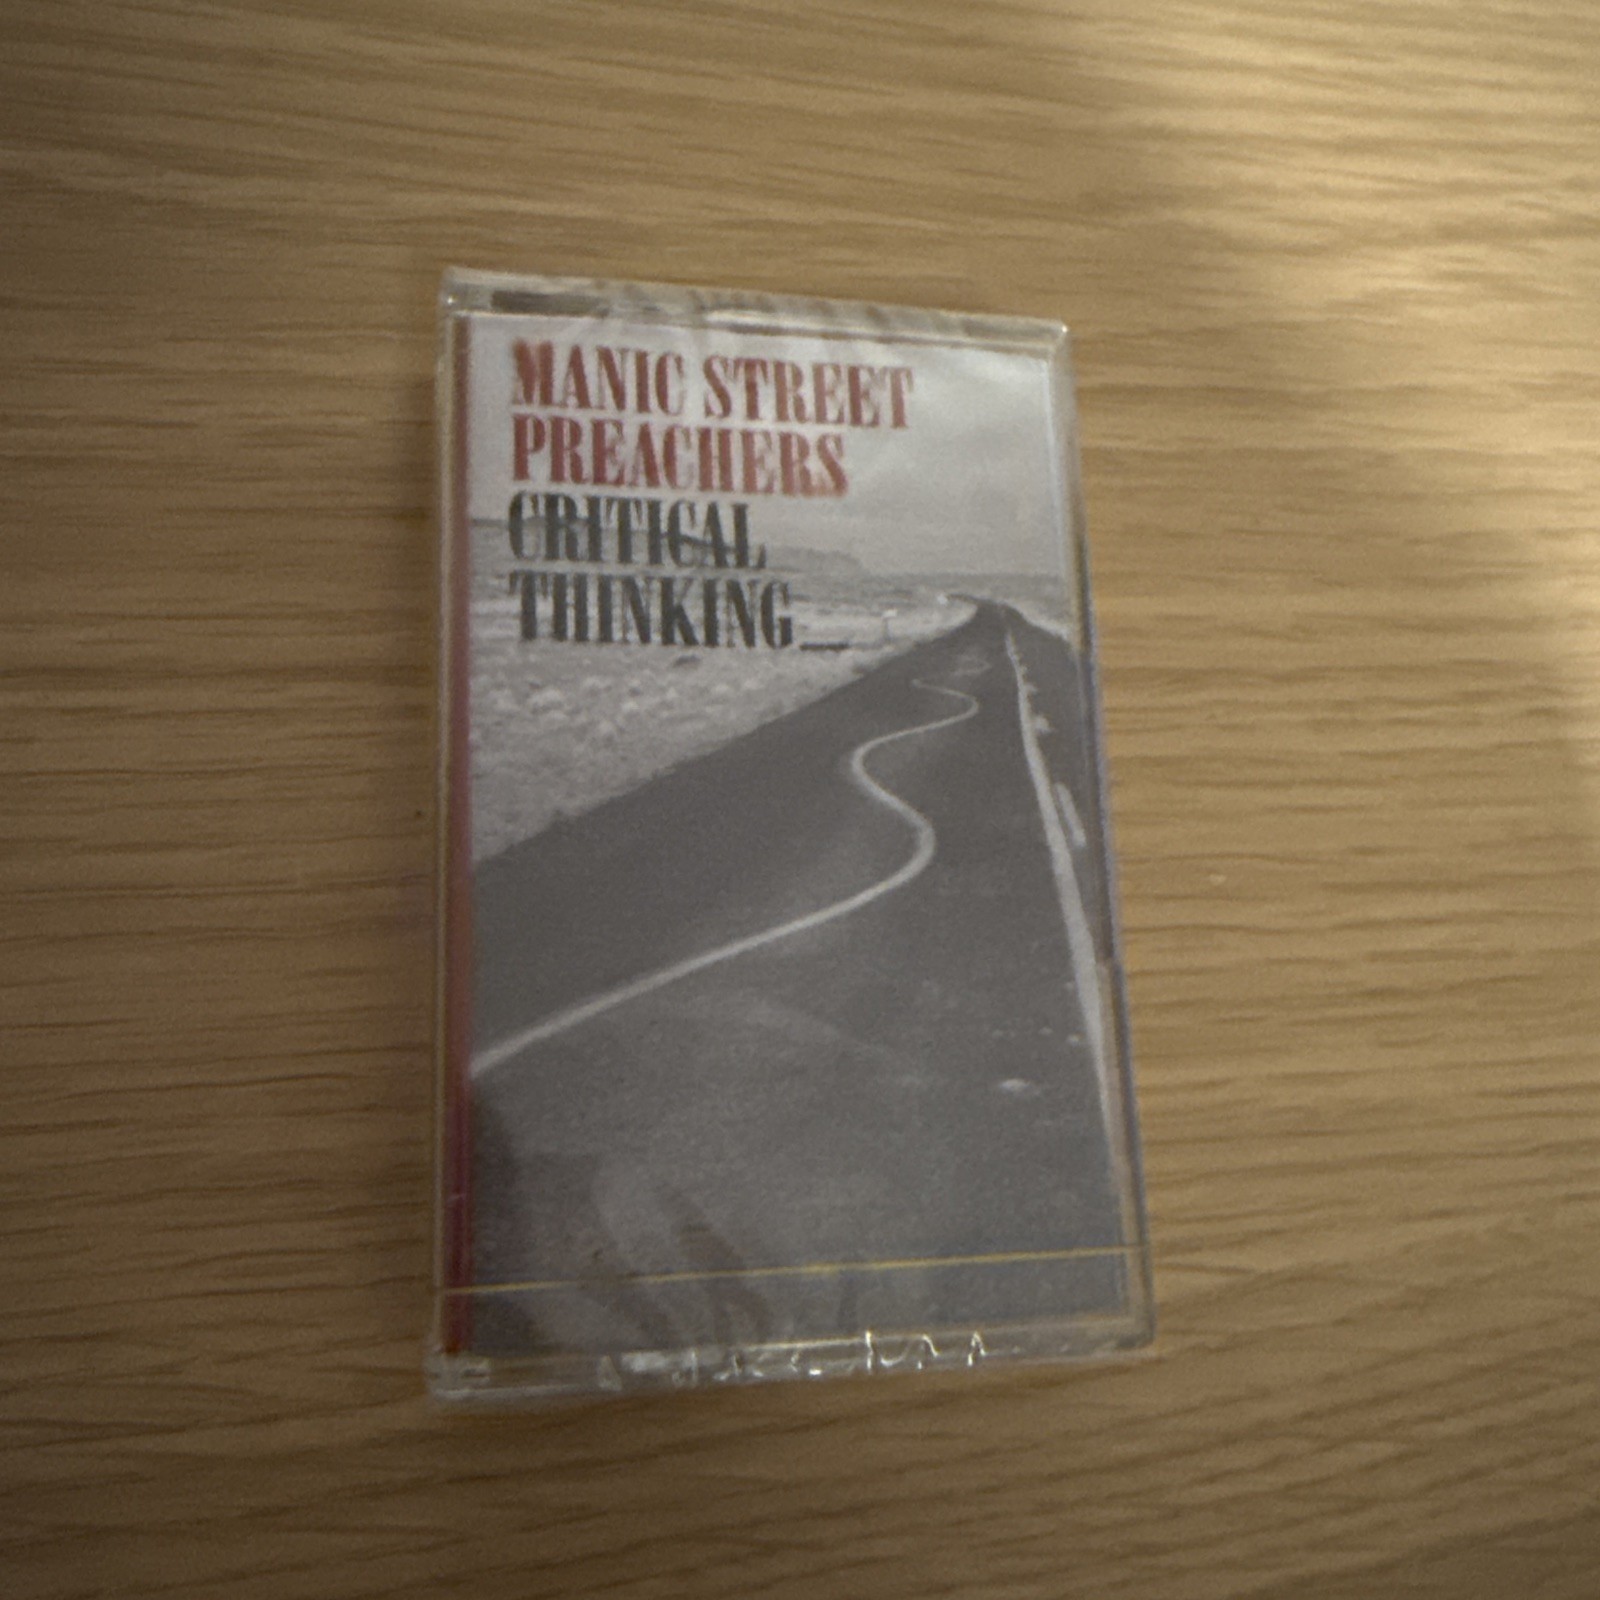 MANIC STREET
PREACHERS
CRITICAL
THINKING_